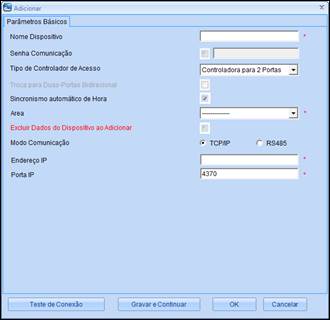 Adicionar
Parâmetros Básicos
Nome Dispositivo *
Senha Comunicação
Tipo de Controlador de Acesso Controladora para 2 Portas
Troca para Duas-Portas Bidirecional
Sincronismo automático de Hora
Area ------------- *
Excluir Dados do Dispositivo ao Adicionar
Modo Comunicação TCP/IP RS485
Endereço IP *
Porta IP 4370 *
Teste de Conexão Gravar e Continuar OK Cancelar